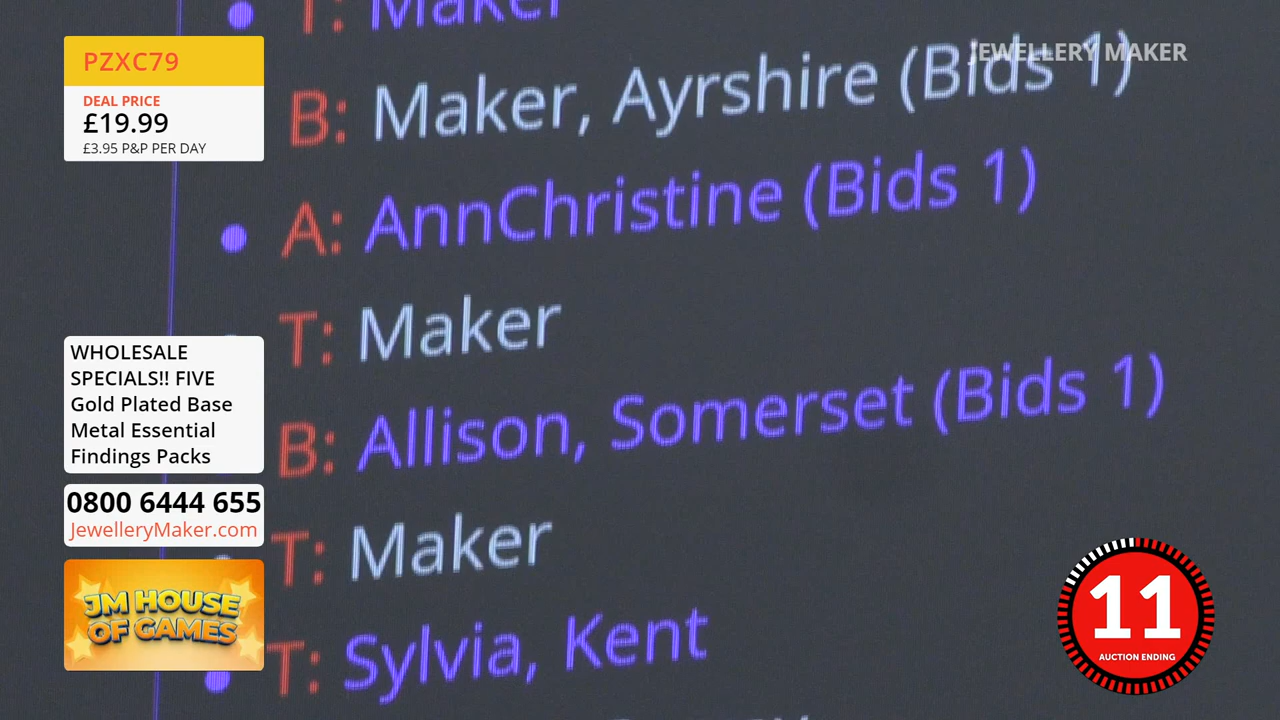 T: Maker
JEWELLERY MAKER
PZXC79
DEAL PRICE
£19.99
£3.95 P&P PER DAY
B: Maker, Ayrshire (Bids 1)
A: AnnChristine (Bids 1)
T: Maker
WHOLESALE
SPECIALS!! FIVE
Gold Plated Base
Metal Essential
Findings Packs
B: Allison, Somerset (Bids 1)
0800 6444 655
JewelleryMaker.com
T: Maker
JM HOUSE
OF GAMES
T: Sylvia, Kent
11
AUCTION ENDING